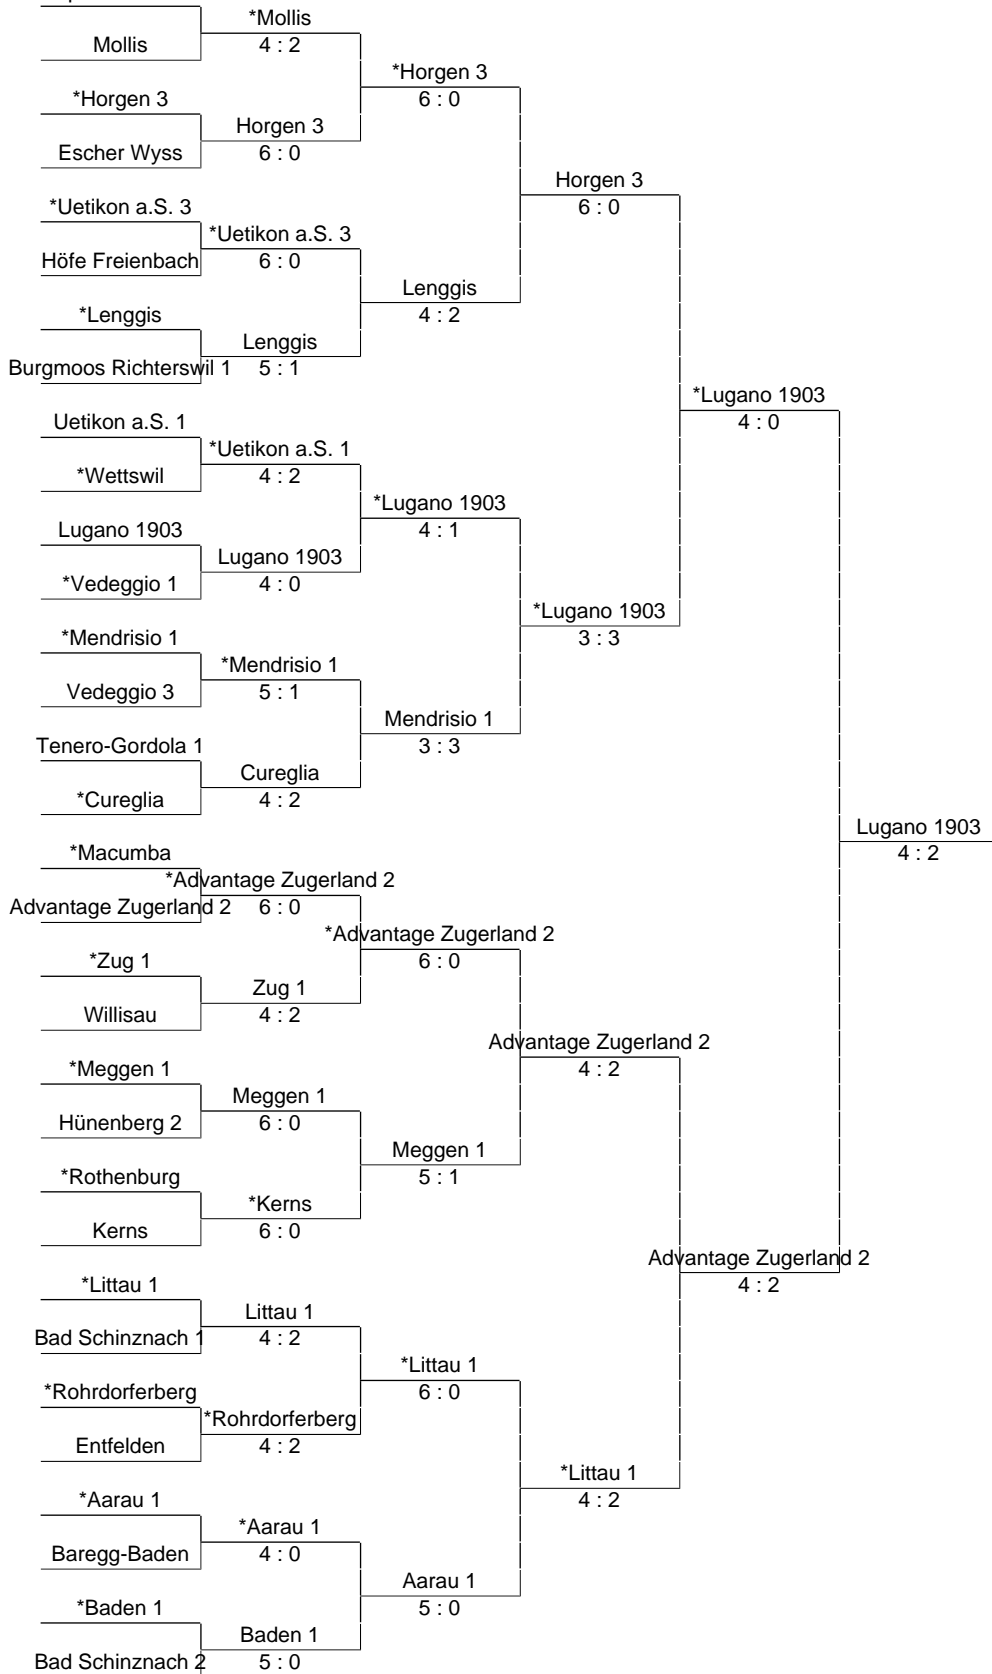 *Mollis
Mollis
4 : 2
*Horgen 3
6 : 0
*Horgen 3
Horgen 3
Escher Wyss
6 : 0
Horgen 3
6 : 0
*Uetikon a.S. 3
*Uetikon a.S. 3
Höfe Freienbach
6 : 0
Lenggis
4 : 2
*Lenggis
Lenggis
Burgmoos Richterswil 1
5 : 1
*Lugano 1903
4 : 0
Uetikon a.S. 1
*Uetikon a.S. 1
*Wettswil
4 : 2
*Lugano 1903
4 : 1
Lugano 1903
Lugano 1903
*Vedeggio 1
4 : 0
*Lugano 1903
3 : 3
*Mendrisio 1
*Mendrisio 1
Vedeggio 3
5 : 1
Mendrisio 1
3 : 3
Tenero-Gordola 1
Cureglia
*Cureglia
4 : 2
Lugano 1903
4 : 2
*Macumba
*Advantage Zugerland 2
Advantage Zugerland 2
6 : 0
*Advantage Zugerland 2
6 : 0
*Zug 1
Zug 1
Willisau
4 : 2
Advantage Zugerland 2
4 : 2
*Meggen 1
Meggen 1
Hünenberg 2
6 : 0
Meggen 1
5 : 1
*Rothenburg
*Kerns
Kerns
6 : 0
Advantage Zugerland 2
4 : 2
*Littau 1
Littau 1
Bad Schinznach 1
4 : 2
*Littau 1
6 : 0
*Rohrdorferberg
*Rohrdorferberg
Entfelden
4 : 2
*Littau 1
4 : 2
*Aarau 1
*Aarau 1
Baregg-Baden
4 : 0
Aarau 1
5 : 0
*Baden 1
Baden 1
Bad Schinznach 2
5 : 0